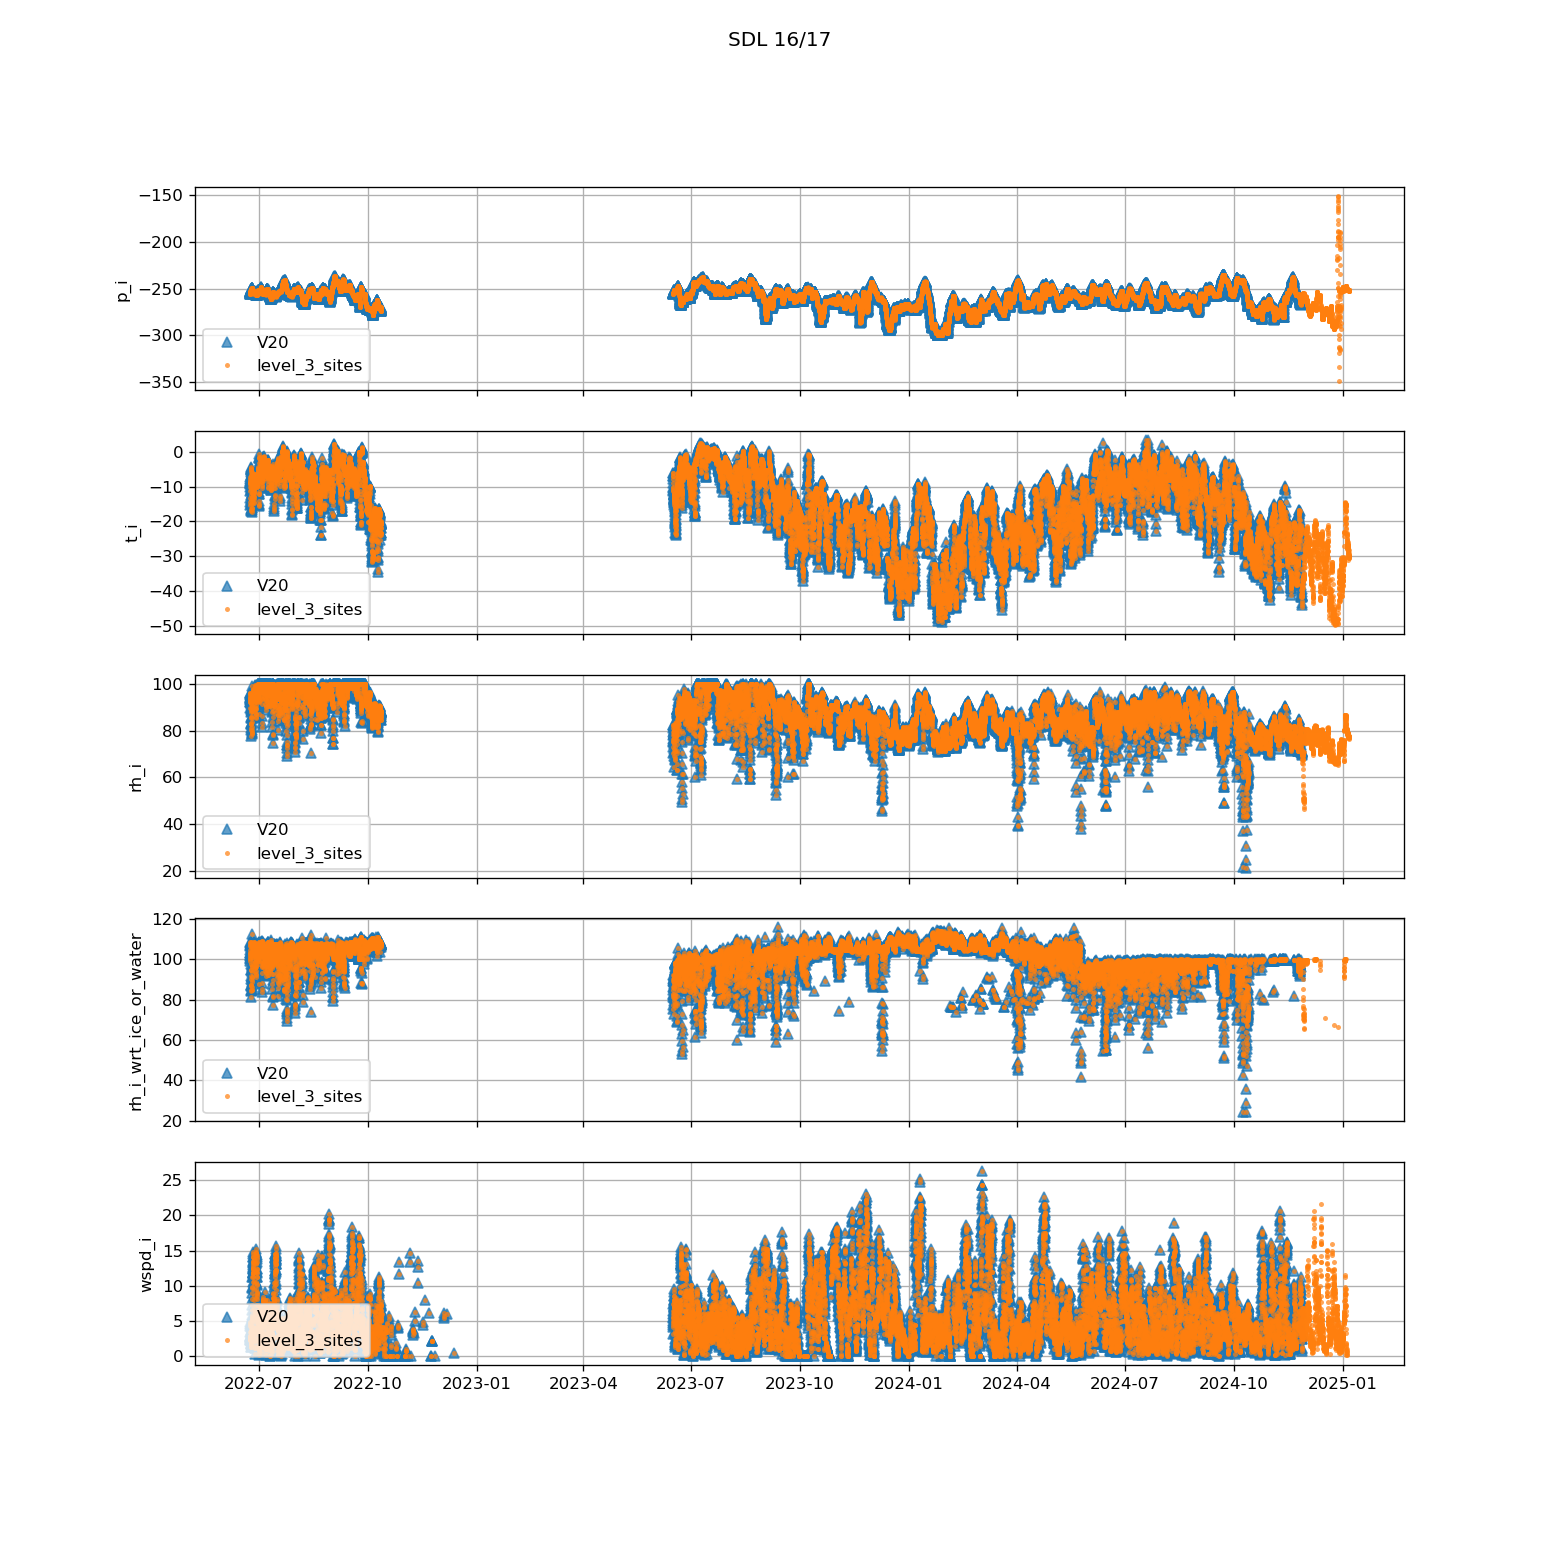 SDL 16/17
−150
−200
−250
−300
−350
p_i
V20
level_3_sites
0
−10
−20
−30
−40
−50
t_i
V20
level_3_sites
100
80
60
40
20
rh_i
V20
level_3_sites
120
100
80
60
40
20
rh_i_wrt_ice_or_water
V20
level_3_sites
25
20
15
10
5
0
wspd_i
V20
level_3_sites
2022-07 2022-10 2023-01 2023-04 2023-07 2023-10 2024-01 2024-04 2024-07 2024-10 2025-01